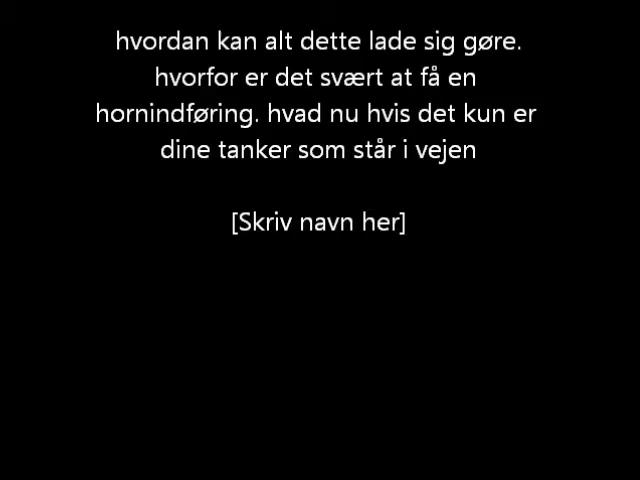 hvordan kan alt dette lade sig gøre.
hvorfor er det svært at få en
hornindføring. hvad nu hvis det kun er
dine tanker som står i vejen
[Skriv navn her]